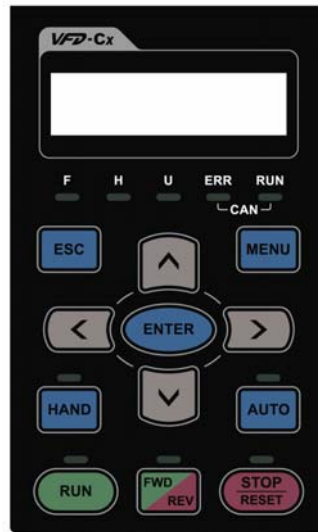 VFD-Cx
F H U ERR RUN
CAN
ESC MENU
ENTER
HAND AUTO
RUN FWD STOP
REV RESET